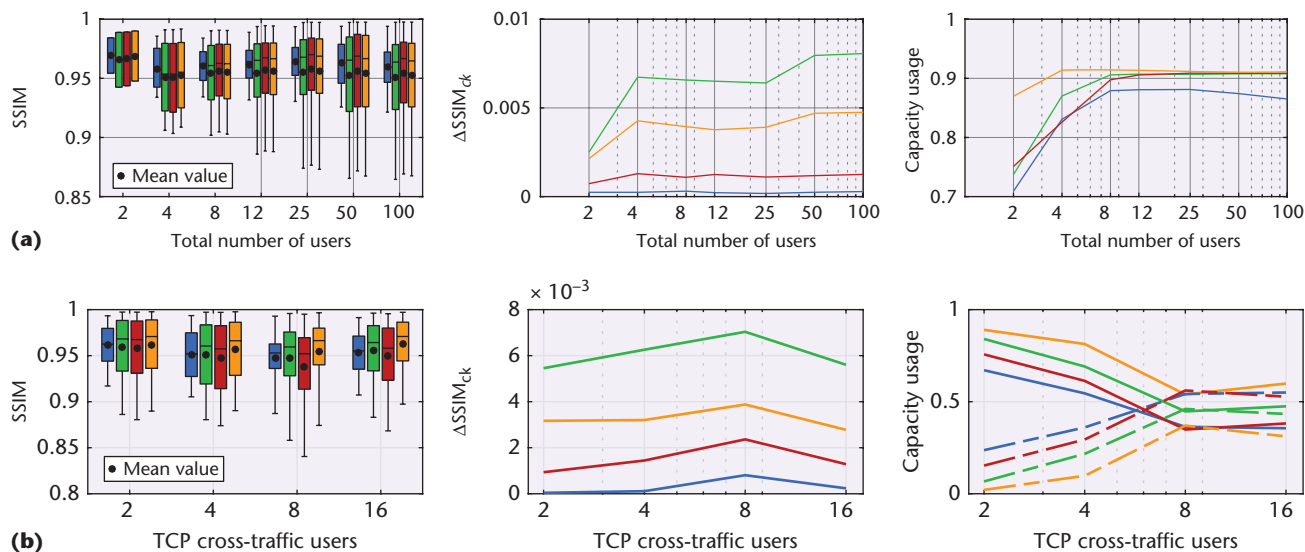 1
0.95
0.9
0.85
SSIM
Mean value
2 4 8 12 25 50 100
Total number of users
0.01
0.005
0
ΔSSIM_ck
2 4 8 12 25 50 100
Total number of users
1
0.9
0.8
0.7
Capacity usage
2 4 8 12 25 50 100
Total number of users
(a)
1
0.95
0.9
0.85
0.8
SSIM
Mean value
2 4 8 16
TCP cross-traffic users
8 × 10⁻³
6
4
2
0
ΔSSIM_ck
2 4 8 16
TCP cross-traffic users
1
0.5
0
Capacity usage
2 4 8 16
TCP cross-traffic users
(b)